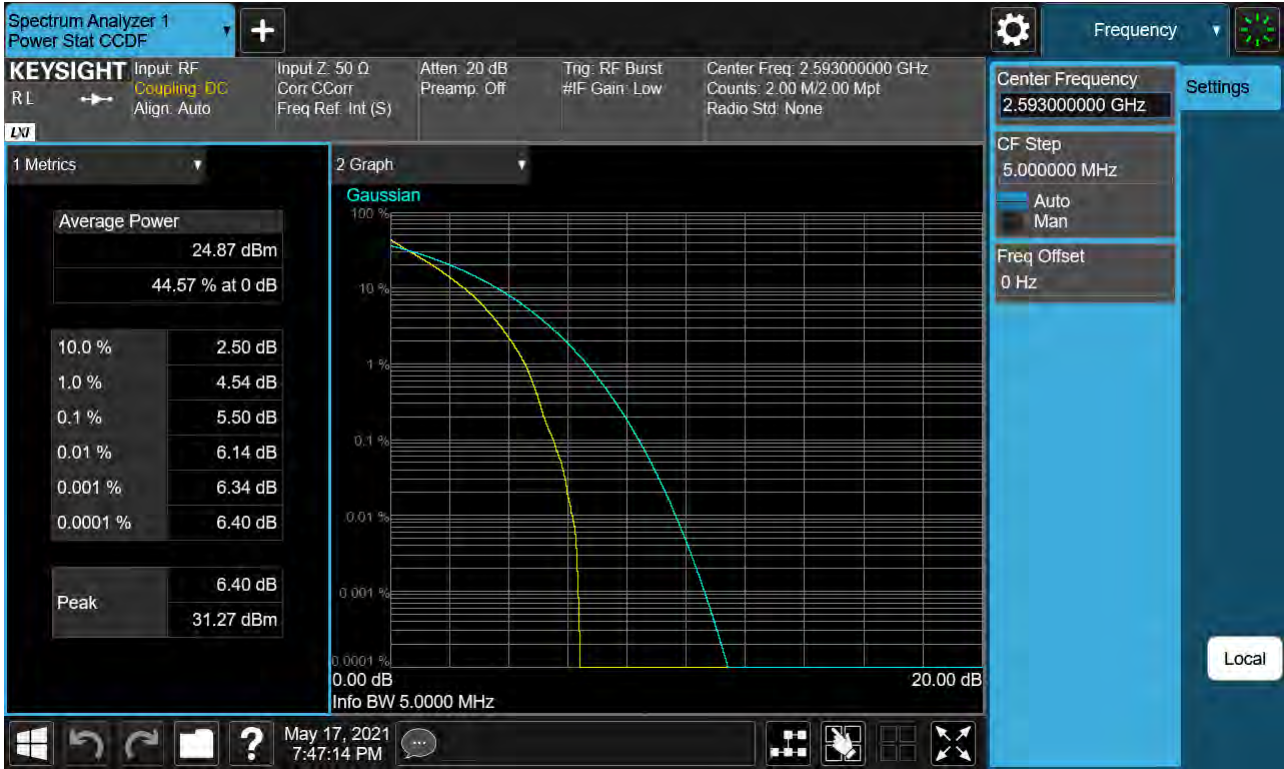 Spectrum Analyzer 1
Power Stat CCDF
Frequency
KEYSIGHT
R L
LXI
Input: RF
Coupling: DC
Align: Auto
Input Z: 50 Ω
Corr CCorr
Freq Ref: Int (S)
Atten: 20 dB
Preamp: Off
Trig: RF Burst
#IF Gain: Low
Center Freq: 2.593000000 GHz
Counts: 2.00 M/2.00 Mpt
Radio Std: None
1 Metrics
Average Power
24.87 dBm
44.57 % at 0 dB
10.0 % 2.50 dB
1.0 % 4.54 dB
0.1 % 5.50 dB
0.01 % 6.14 dB
0.001 % 6.34 dB
0.0001 % 6.40 dB
Peak
6.40 dB
31.27 dBm
2 Graph
Gaussian
100 %
10 %
1 %
0.1 %
0.01 %
0.001 %
0.0001 %
0.00 dB 20.00 dB
Info BW 5.0000 MHz
Center Frequency
2.593000000 GHz
CF Step
5.000000 MHz
Auto
Man
Freq Offset
0 Hz
Settings
Local
May 17, 2021
7:47:14 PM